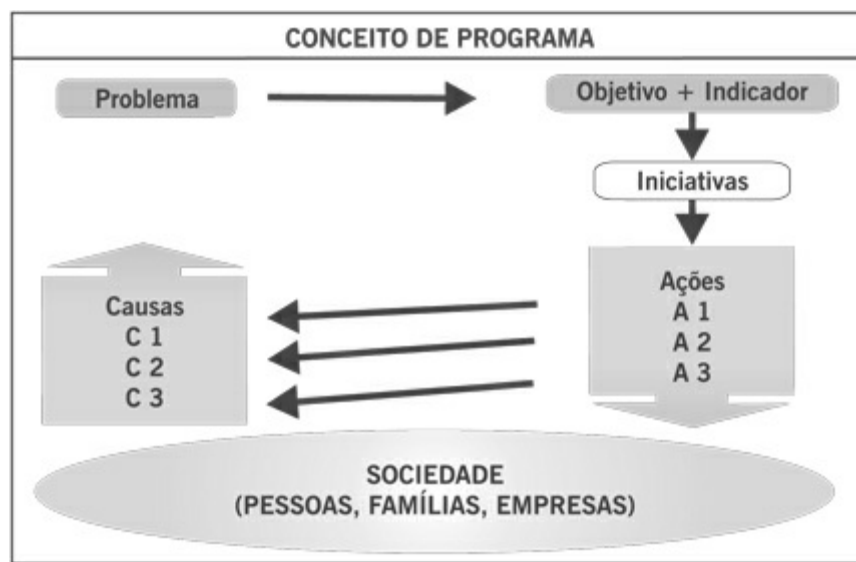 CONCEITO DE PROGRAMA
Problema
Objetivo + Indicador
Iniciativas
Causas
C 1
C 2
C 3
Ações
A 1
A 2
A 3
SOCIEDADE
(PESSOAS, FAMÍLIAS, EMPRESAS)